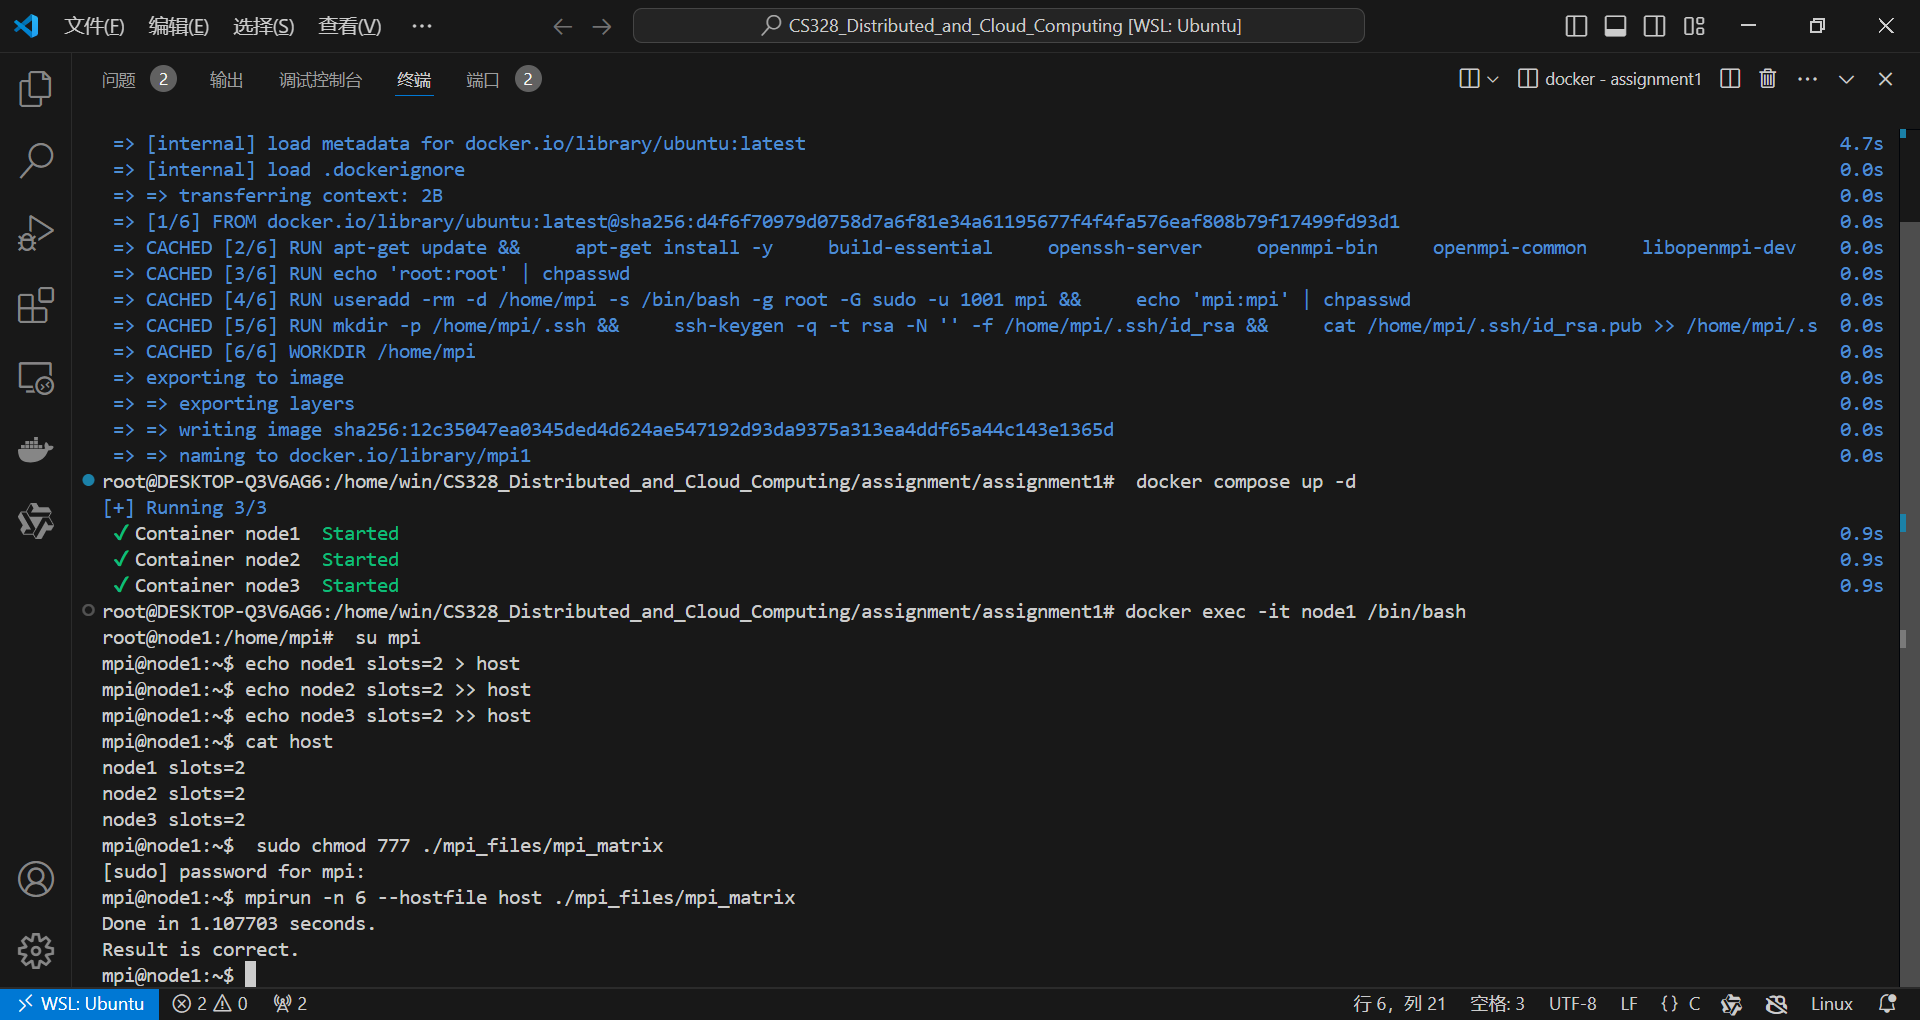 文件(F) 编辑(E) 选择(S) 查看(V) ··· CS328_Distributed_and_Cloud_Computing [WSL: Ubuntu]
问题 2 输出 调试控制台 终端 端口 2 docker - assignment1
=> [internal] load metadata for docker.io/library/ubuntu:latest 4.7s
=> [internal] load .dockerignore 0.0s
=> => transferring context: 2B 0.0s
=> [1/6] FROM docker.io/library/ubuntu:latest@sha256:d4f6f70979d0758d7a6f81e34a61195677f4f4fa576eaf808b79f17499fd93d1 0.0s
=> CACHED [2/6] RUN apt-get update &&     apt-get install -y     build-essential     openssh-server     openmpi-bin     openmpi-common     libopenmpi-dev 0.0s
=> CACHED [3/6] RUN echo 'root:root' | chpasswd 0.0s
=> CACHED [4/6] RUN useradd -rm -d /home/mpi -s /bin/bash -g root -G sudo -u 1001 mpi &&     echo 'mpi:mpi' | chpasswd 0.0s
=> CACHED [5/6] RUN mkdir -p /home/mpi/.ssh &&     ssh-keygen -q -t rsa -N '' -f /home/mpi/.ssh/id_rsa &&     cat /home/mpi/.ssh/id_rsa.pub >> /home/mpi/.s 0.0s
=> CACHED [6/6] WORKDIR /home/mpi 0.0s
=> exporting to image 0.0s
=> => exporting layers 0.0s
=> => writing image sha256:12c35047ea0345ded4d624ae547192d93da9375a313ea4ddf65a44c143e1365d 0.0s
=> => naming to docker.io/library/mpi1 0.0s
root@DESKTOP-Q3V6AG6:/home/win/CS328_Distributed_and_Cloud_Computing/assignment/assignment1#  docker compose up -d
[+] Running 3/3
✓ Container node1  Started 0.9s
✓ Container node2  Started 0.9s
✓ Container node3  Started 0.9s
root@DESKTOP-Q3V6AG6:/home/win/CS328_Distributed_and_Cloud_Computing/assignment/assignment1# docker exec -it node1 /bin/bash
root@node1:/home/mpi#  su mpi
mpi@node1:~$ echo node1 slots=2 > host
mpi@node1:~$ echo node2 slots=2 >> host
mpi@node1:~$ echo node3 slots=2 >> host
mpi@node1:~$ cat host
node1 slots=2
node2 slots=2
node3 slots=2
mpi@node1:~$  sudo chmod 777 ./mpi_files/mpi_matrix
[sudo] password for mpi:
mpi@node1:~$ mpirun -n 6 --hostfile host ./mpi_files/mpi_matrix
Done in 1.107703 seconds.
Result is correct.
mpi@node1:~$
WSL: Ubuntu 2 0 2 行 6，列 21 空格: 3 UTF-8 LF {} C Linux